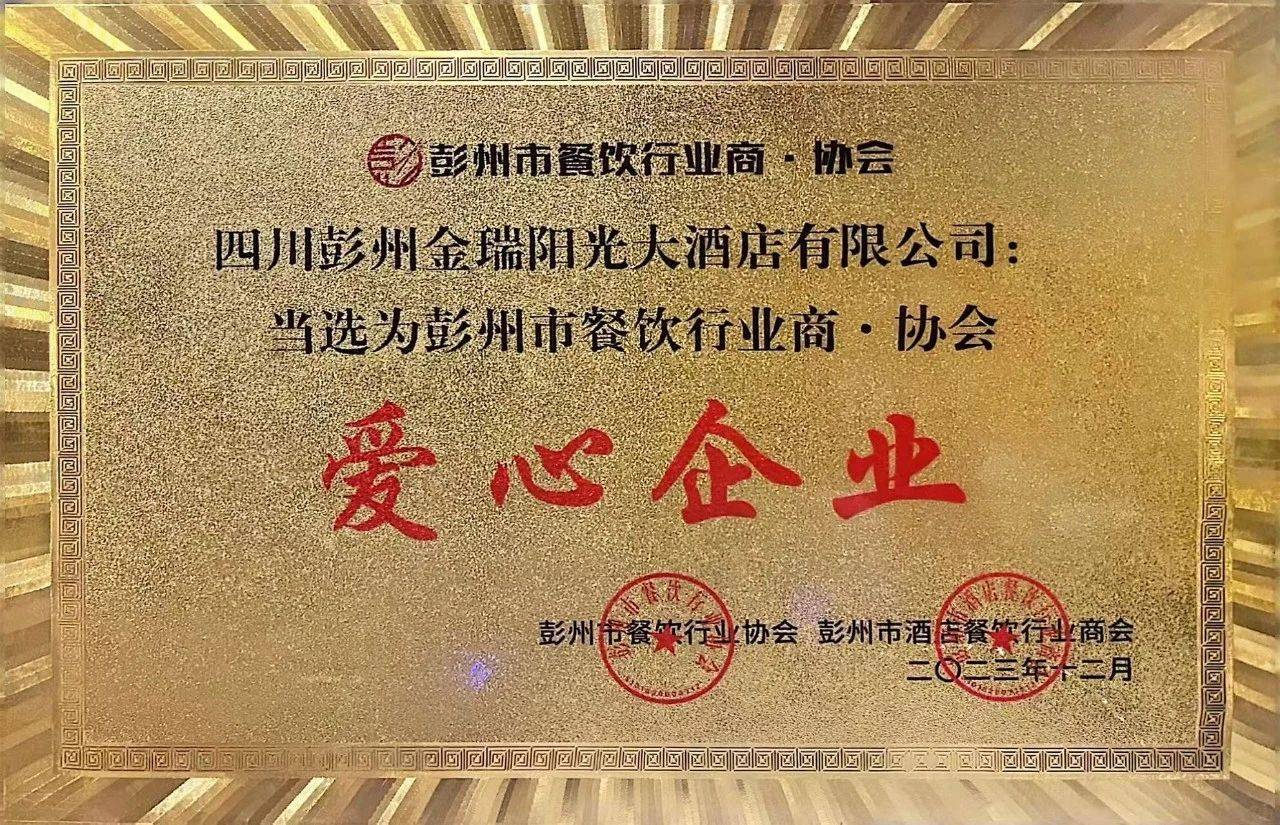 彭州市餐饮行业商·协会
四川彭州金瑞阳光大酒店有限公司：
当选为彭州市餐饮行业商·协会
爱心企业
彭州市餐饮行业协会 彭州市酒店餐饮行业商会
二〇二三年十二月